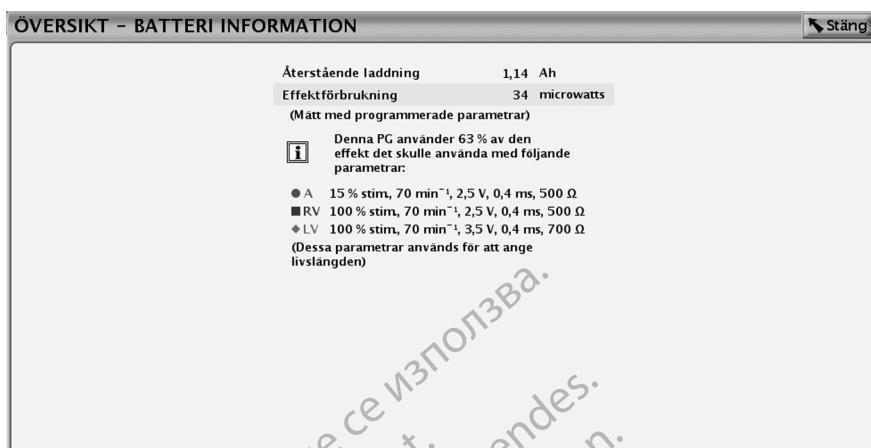 ÖVERSIKT – BATTERI INFORMATION
Stäng
Återstående laddning 1,14 Ah
Effektförbrukning 34 microwatts
(Mätt med programmerade parametrar)
Denna PG använder 63 % av den
effekt det skulle använda med följande
parametrar:
A 15 % stim, 70 min⁻¹, 2,5 V, 0,4 ms, 500 Ω
RV 100 % stim, 70 min⁻¹, 2,5 V, 0,4 ms, 500 Ω
LV 100 % stim, 70 min⁻¹, 3,5 V, 0,4 ms, 700 Ω
(Dessa parametrar används för att ange
livslängden)
се използва.